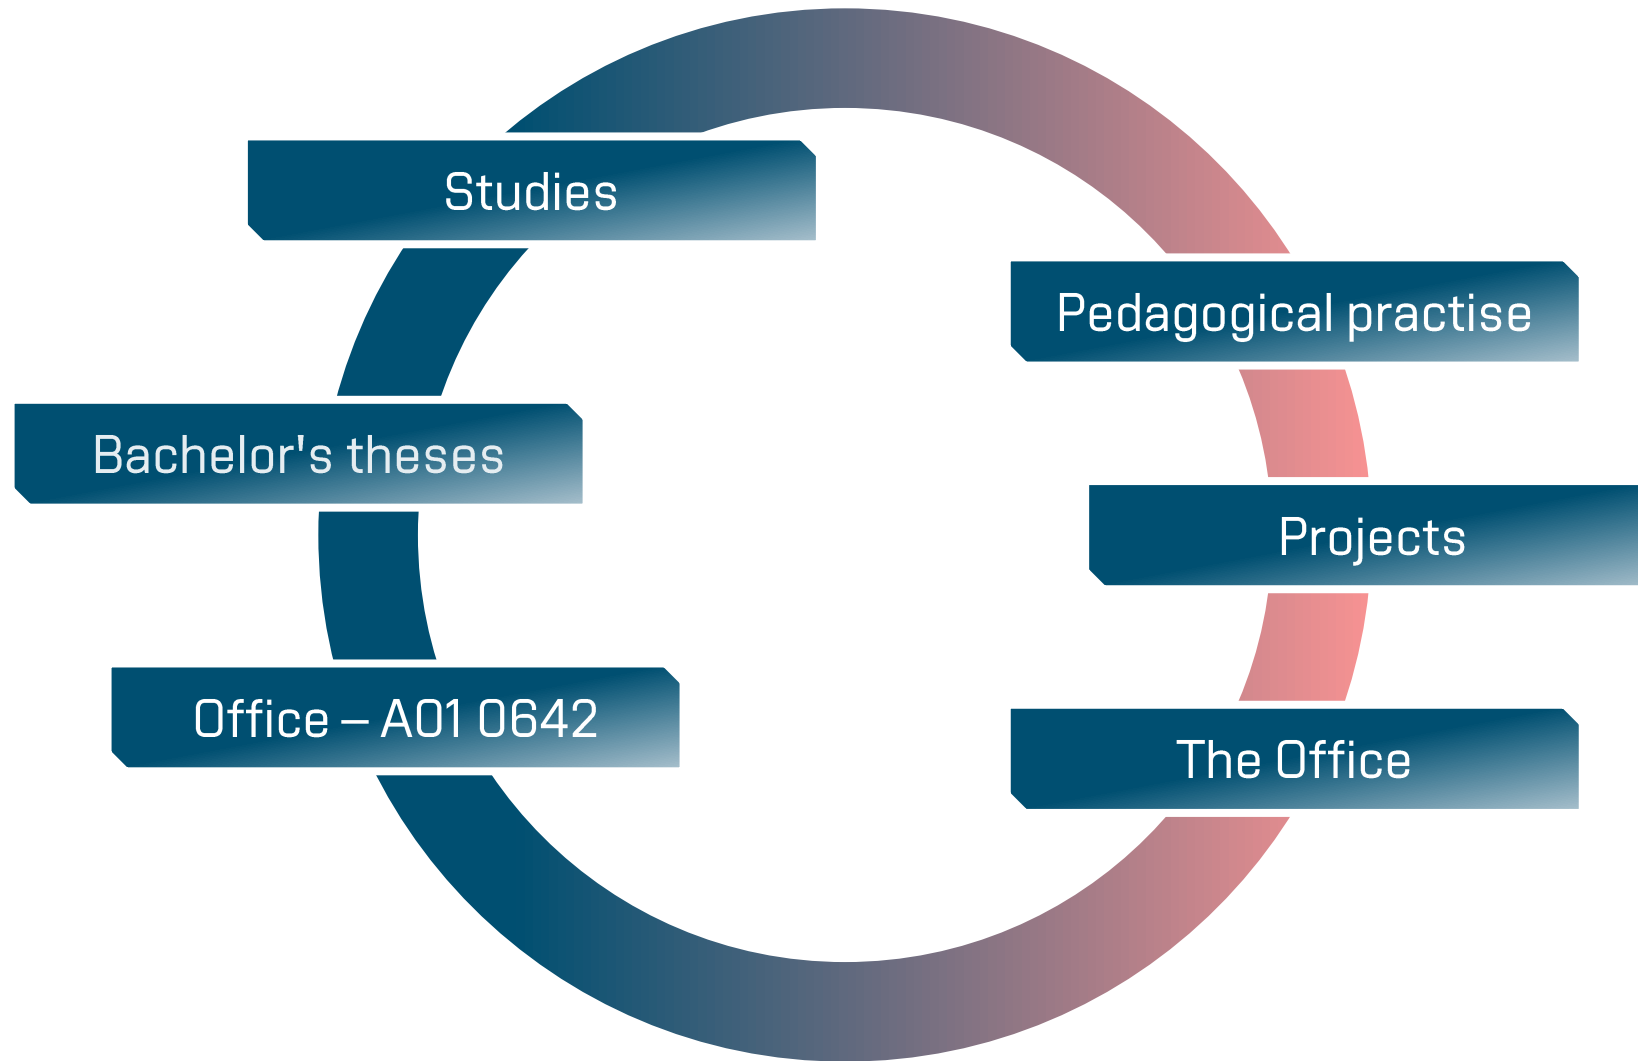 Studies
Pedagogical practise
Bachelor's theses
Projects
Office – A01 0642
The Office